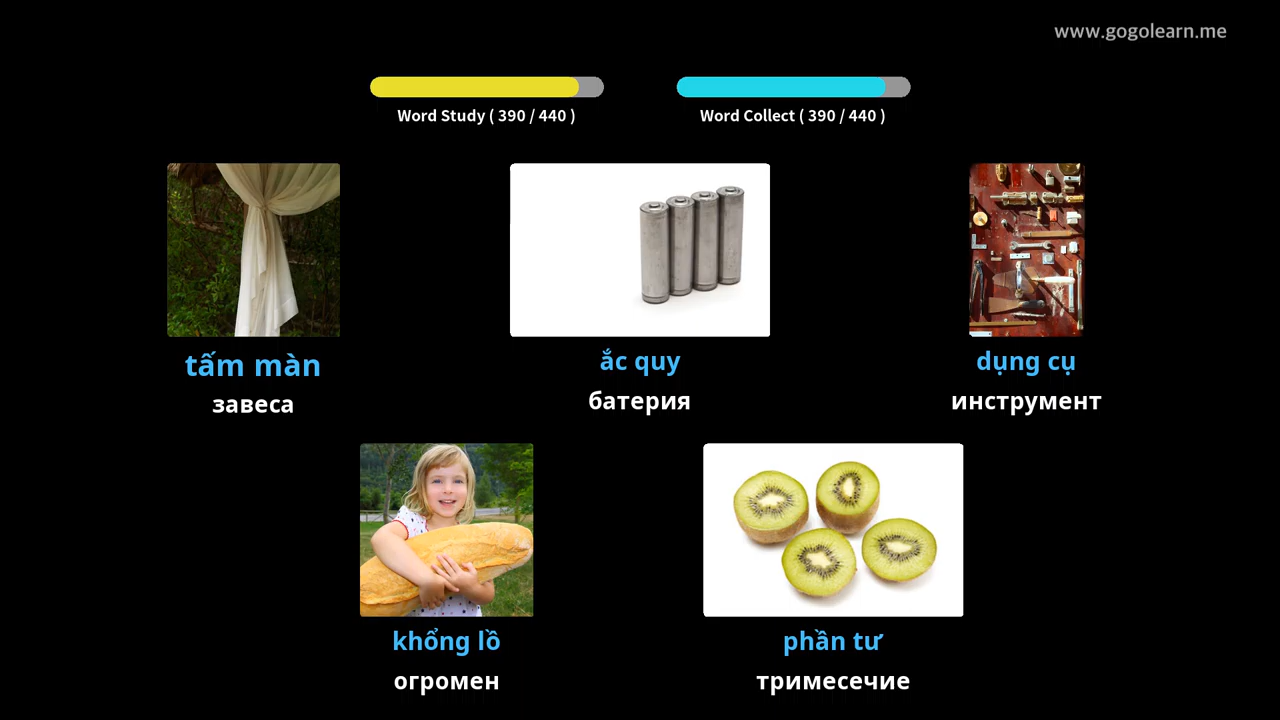 www.gogolearn.me
Word Study ( 390 / 440 )
Word Collect ( 390 / 440 )
tấm màn
завеса
ắc quy
батерия
dụng cụ
инструмент
khổng lồ
огромен
phần tư
тримесечие